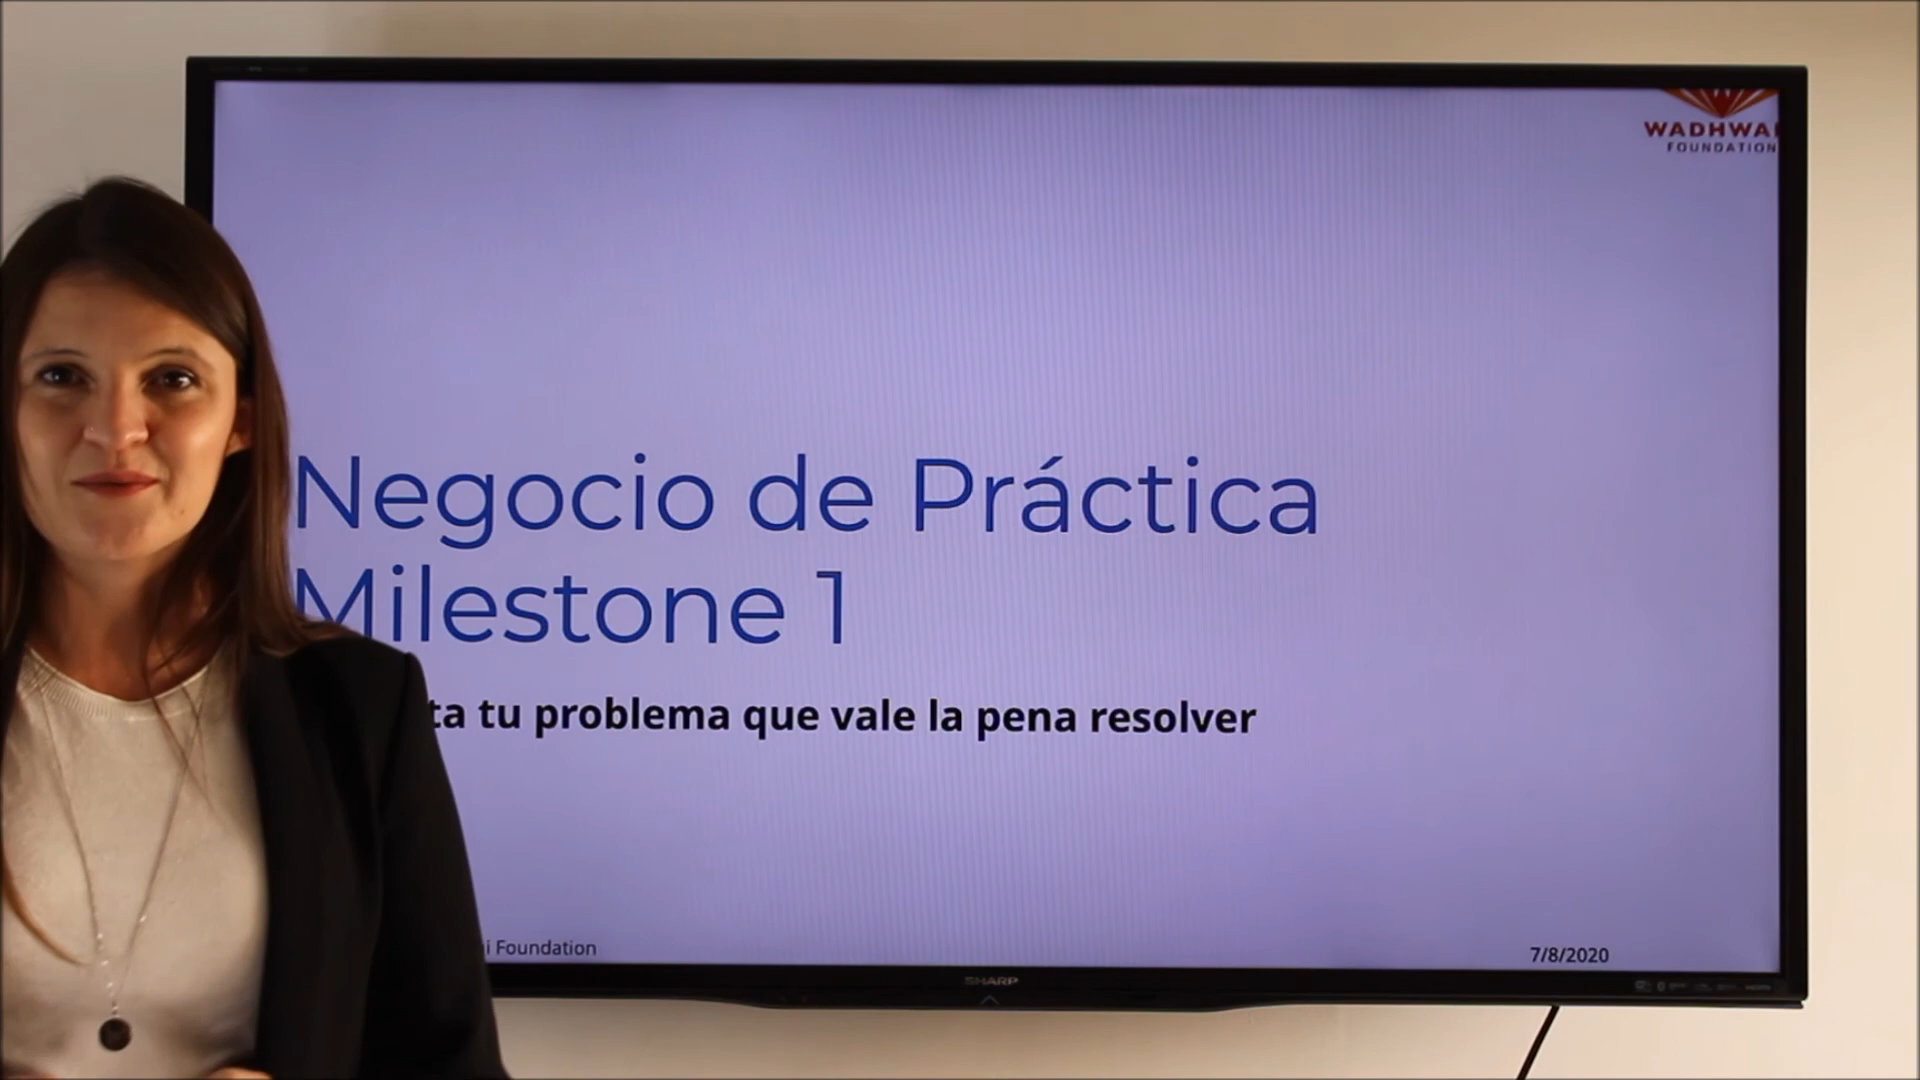 WADHWA
FOUNDATION
Negocio de Práctica
Milestone 1
ta tu problema que vale la pena resolver
i Foundation
7/8/2020
SHARP